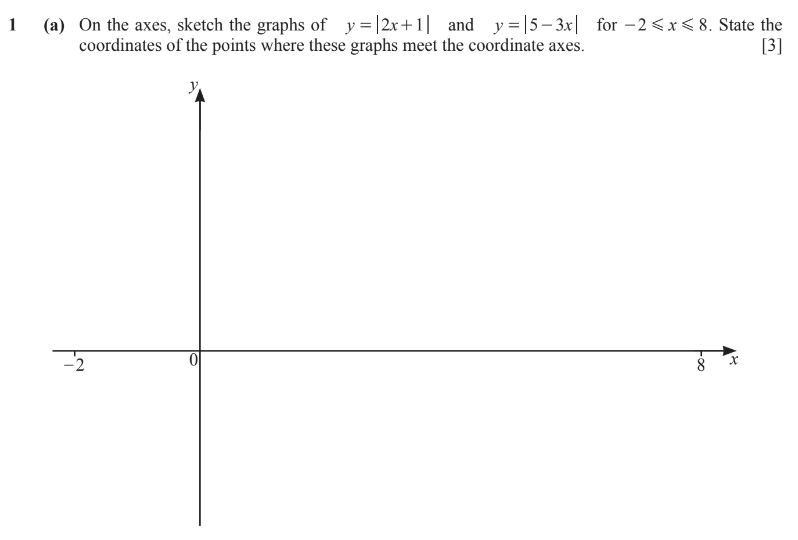 1 (a) On the axes, sketch the graphs of y = |2x + 1| and y = |5 − 3x| for −2 ⩽ x ⩽ 8. State the
coordinates of the points where these graphs meet the coordinate axes. [3]
y
−2 0 8 x